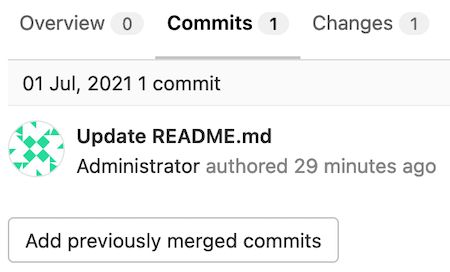 Overview 0 Commits 1 Changes 1
01 Jul, 2021 1 commit
Update README.md
Administrator authored 29 minutes ago
Add previously merged commits